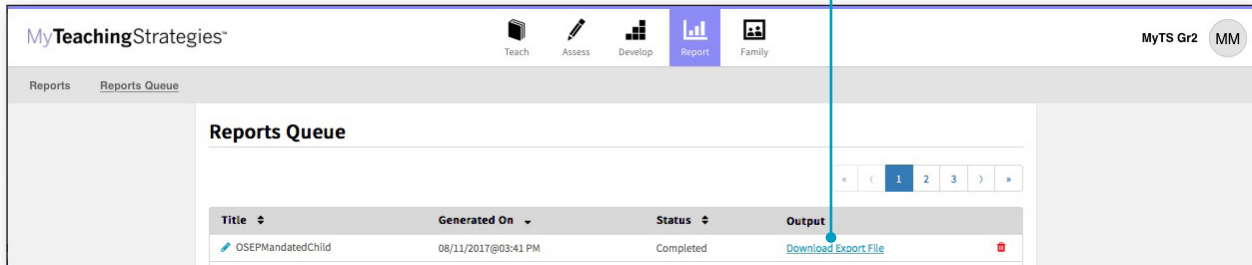 MyTeachingStrategies™
Teach
Assess
Develop
Report
Family
MyTS Gr2
MM
Reports
Reports Queue
Reports Queue
« ‹ 1 2 3 › »
Title Generated On Status Output
OSEPMandatedChild 08/11/2017@03:41 PM Completed Download Export File